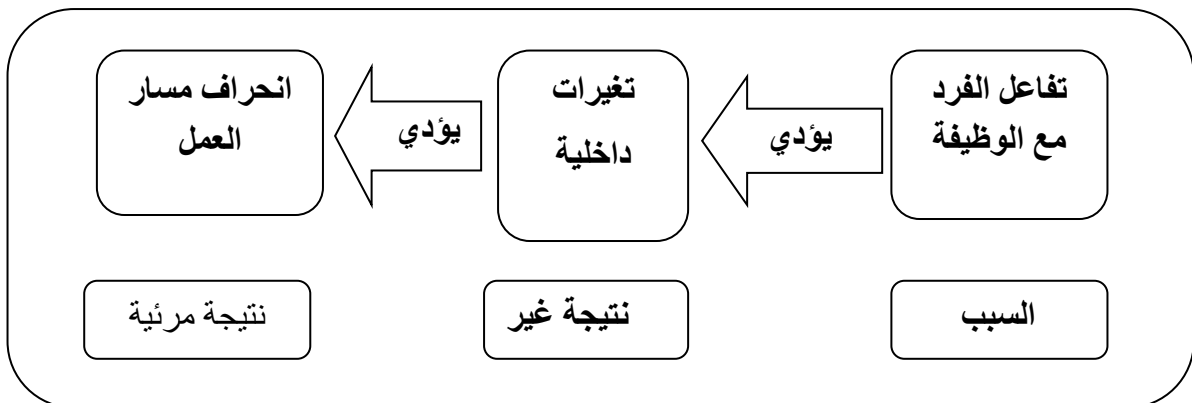 تفاعل الفرد
مع الوظيفة
يؤدي
تغيرات
داخلية
يؤدي
انحراف مسار
العمل
السبب
نتيجة غير
نتيجة مرئية